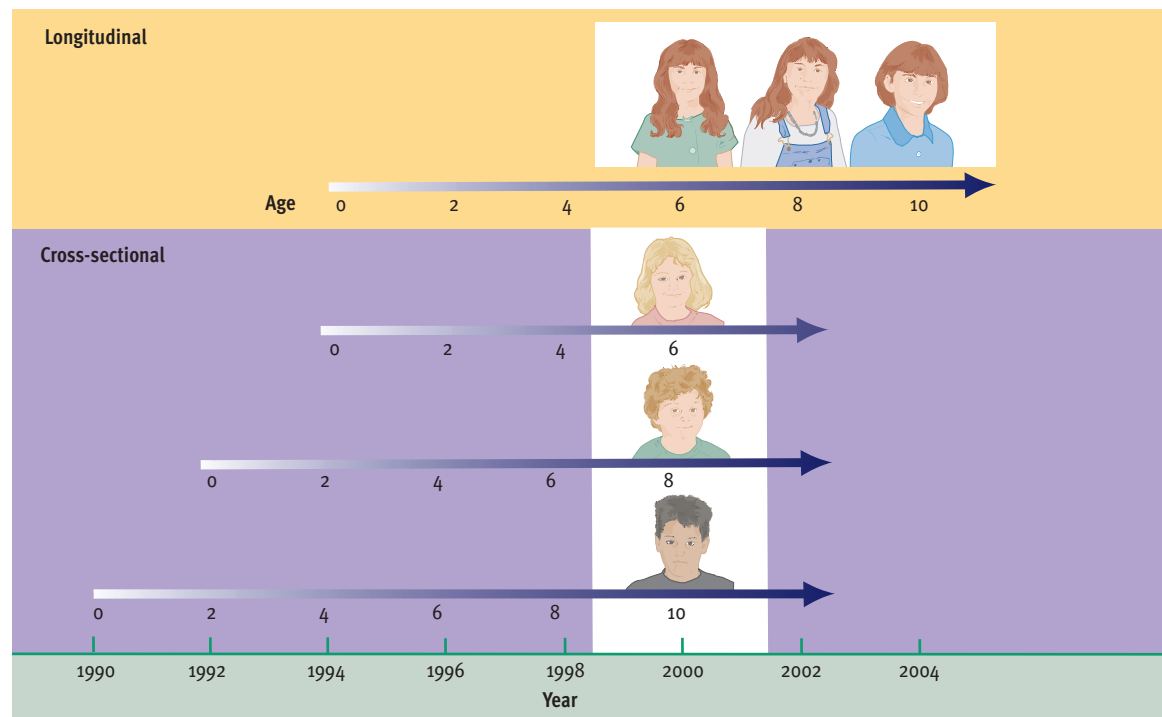 Longitudinal
Age 0 2 4 6 8 10
Cross-sectional
0 2 4 6
0 2 4 6 8
0 2 4 6 8 10
1990 1992 1994 1996 1998 2000 2002 2004
Year